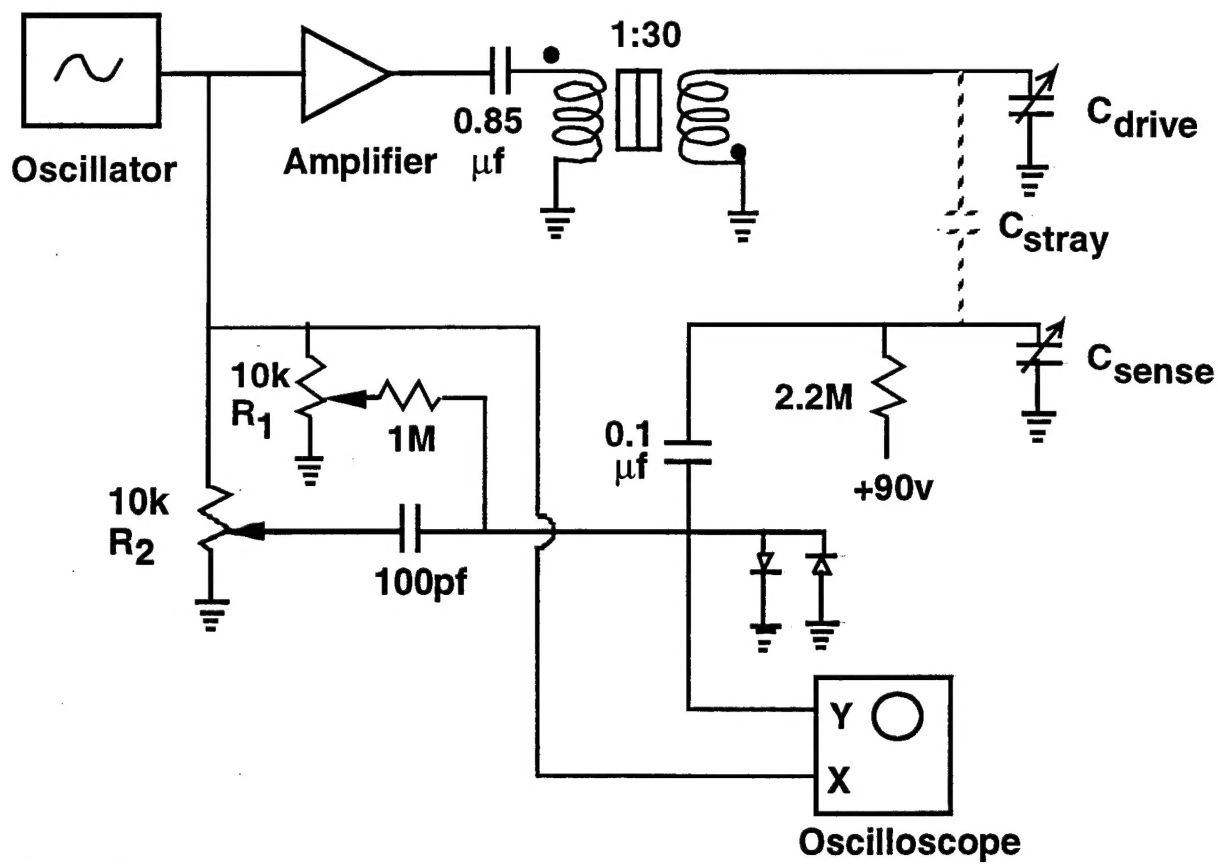 1:30
0.85
μf
Oscillator
Amplifier
Cdrive
Cstray
10k
R1
1M
0.1
μf
2.2M
+90v
Csense
10k
R2
100pf
Y
X
Oscilloscope